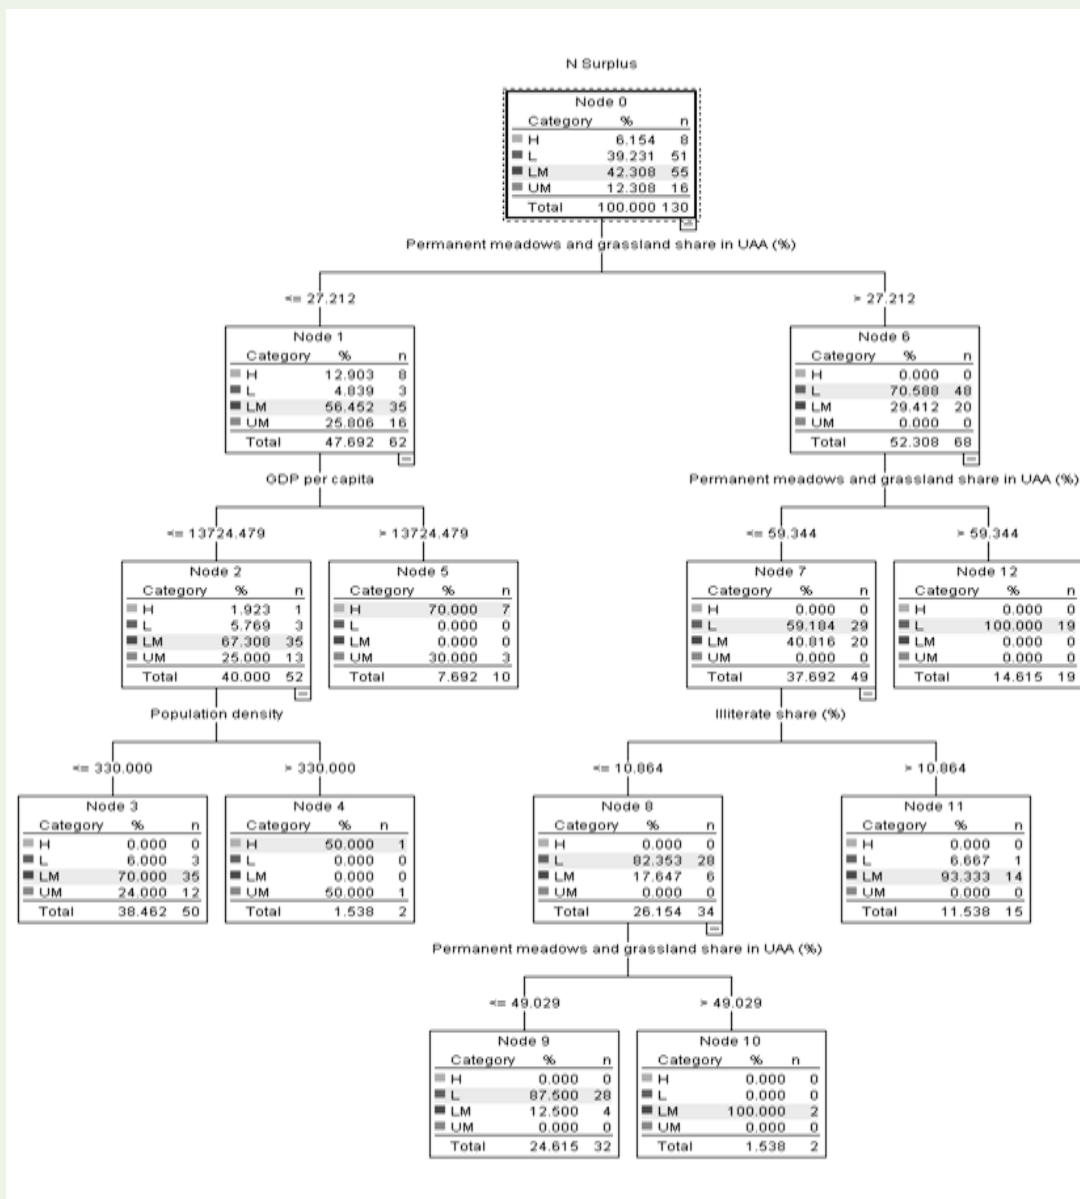 N Surplus
Node 0
Category % n
H 6.154 8
L 39.231 51
LM 42.308 55
UM 12.308 16
Total 100.000 130
Permanent meadows and grassland share in UAA (%)
<= 27.212
> 27.212
Node 1
Category % n
H 12.903 8
L 4.839 3
LM 56.452 35
UM 25.806 16
Total 47.692 62
Node 6
Category % n
H 0.000 0
L 70.588 48
LM 29.412 20
UM 0.000 0
Total 52.308 68
GDP per capita
Permanent meadows and grassland share in UAA (%)
<= 13724.479
> 13724.479
<= 59.344
> 59.344
Node 2
Category % n
H 1.923 1
L 5.769 3
LM 67.308 35
UM 25.000 13
Total 40.000 52
Node 5
Category % n
H 70.000 7
L 0.000 0
LM 0.000 0
UM 30.000 3
Total 7.692 10
Node 7
Category % n
H 0.000 0
L 59.184 29
LM 40.816 20
UM 0.000 0
Total 37.692 49
Node 12
Category % n
H 0.000 0
L 100.000 19
LM 0.000 0
UM 0.000 0
Total 14.615 19
Population density
Illiterate share (%)
<= 330.000
> 330.000
<= 10.864
> 10.864
Node 3
Category % n
H 0.000 0
L 6.000 3
LM 70.000 35
UM 24.000 12
Total 38.462 50
Node 4
Category % n
H 50.000 1
L 0.000 0
LM 0.000 0
UM 50.000 1
Total 1.538 2
Node 8
Category % n
H 0.000 0
L 82.353 28
LM 17.647 6
UM 0.000 0
Total 26.154 34
Node 11
Category % n
H 0.000 0
L 6.667 1
LM 93.333 14
UM 0.000 0
Total 11.538 15
Permanent meadows and grassland share in UAA (%)
<= 49.029
> 49.029
Node 9
Category % n
H 0.000 0
L 87.500 28
LM 12.500 4
UM 0.000 0
Total 24.615 32
Node 10
Category % n
H 0.000 0
L 0.000 0
LM 100.000 2
UM 0.000 0
Total 1.538 2